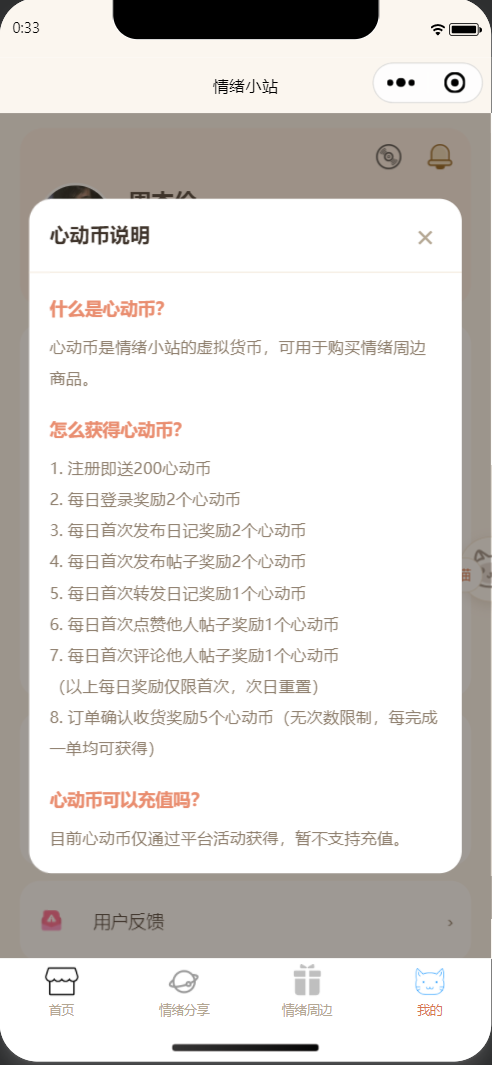 0:33
情绪小站
心动币说明
什么是心动币?
心动币是情绪小站的虚拟货币，可用于购买情绪周边
商品。
怎么获得心动币?
1. 注册即送200心动币
2. 每日登录奖励2个心动币
3. 每日首次发布日记奖励2个心动币
4. 每日首次发布帖子奖励2个心动币
5. 每日首次转发日记奖励1个心动币
6. 每日首次点赞他人帖子奖励1个心动币
7. 每日首次评论他人帖子奖励1个心动币
（以上每日奖励仅限首次，次日重置）
8. 订单确认收货奖励5个心动币（无次数限制，每完成
一单均可获得）
心动币可以充值吗?
目前心动币仅通过平台活动获得，暂不支持充值。
用户反馈
首页
情绪分享
情绪周边
我的